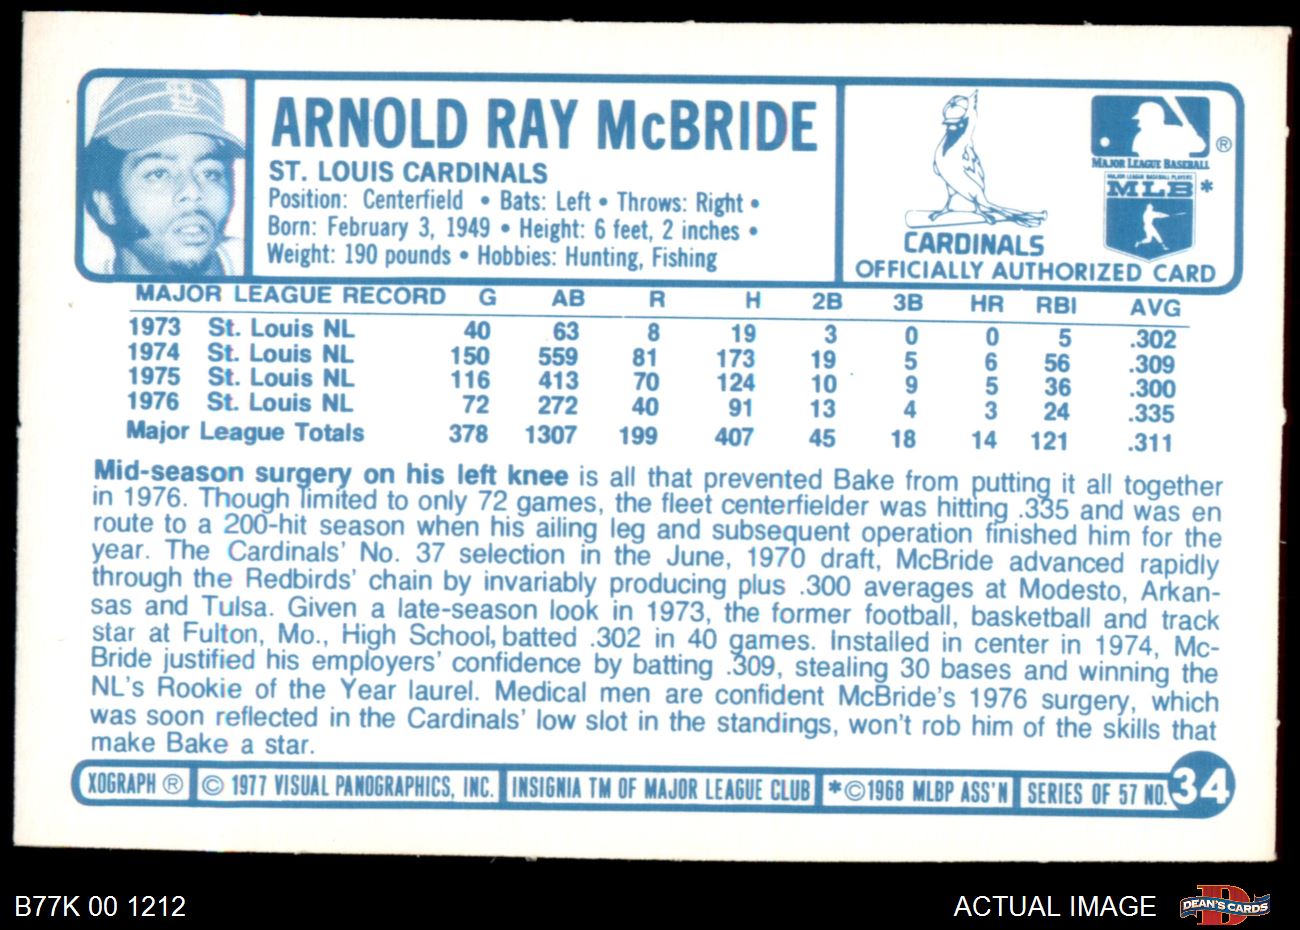 ARNOLD RAY McBRIDE
ST. LOUIS CARDINALS
Position: Centerfield • Bats: Left • Throws: Right •
Born: February 3, 1949 • Height: 6 feet, 2 inches •
Weight: 190 pounds • Hobbies: Hunting, Fishing
CARDINALS
OFFICIALLY AUTHORIZED CARD
®
MAJOR LEAGUE BASEBALL
MAJOR LEAGUE BASEBALL PLAYERS
MLB *
MAJOR LEAGUE RECORD G AB R H 2B 3B HR RBI AVG
1973 St. Louis NL 40 63 8 19 3 0 0 5 .302
1974 St. Louis NL 150 559 81 173 19 5 6 56 .309
1975 St. Louis NL 116 413 70 124 10 9 5 36 .300
1976 St. Louis NL 72 272 40 91 13 4 3 24 .335
Major League Totals 378 1307 199 407 45 18 14 121 .311
Mid-season surgery on his left knee is all that prevented Bake from putting it all together
in 1976. Though limited to only 72 games, the fleet centerfielder was hitting .335 and was en
route to a 200-hit season when his ailing leg and subsequent operation finished him for the
year. The Cardinals' No. 37 selection in the June, 1970 draft, McBride advanced rapidly
through the Redbirds' chain by invariably producing plus .300 averages at Modesto, Arkan-
sas and Tulsa. Given a late-season look in 1973, the former football, basketball and track
star at Fulton, Mo., High School, batted .302 in 40 games. Installed in center in 1974, Mc-
Bride justified his employers' confidence by batting .309, stealing 30 bases and winning the
NL's Rookie of the Year laurel. Medical men are confident McBride's 1976 surgery, which
was soon reflected in the Cardinals' low slot in the standings, won't rob him of the skills that
make Bake a star.
XOGRAPH ® © 1977 VISUAL PANOGRAPHICS, INC. INSIGNIA TM OF MAJOR LEAGUE CLUB *©1968 MLBP ASS'N SERIES OF 57 NO. 34
B77K 00 1212
ACTUAL IMAGE
DEAN'S CARDS